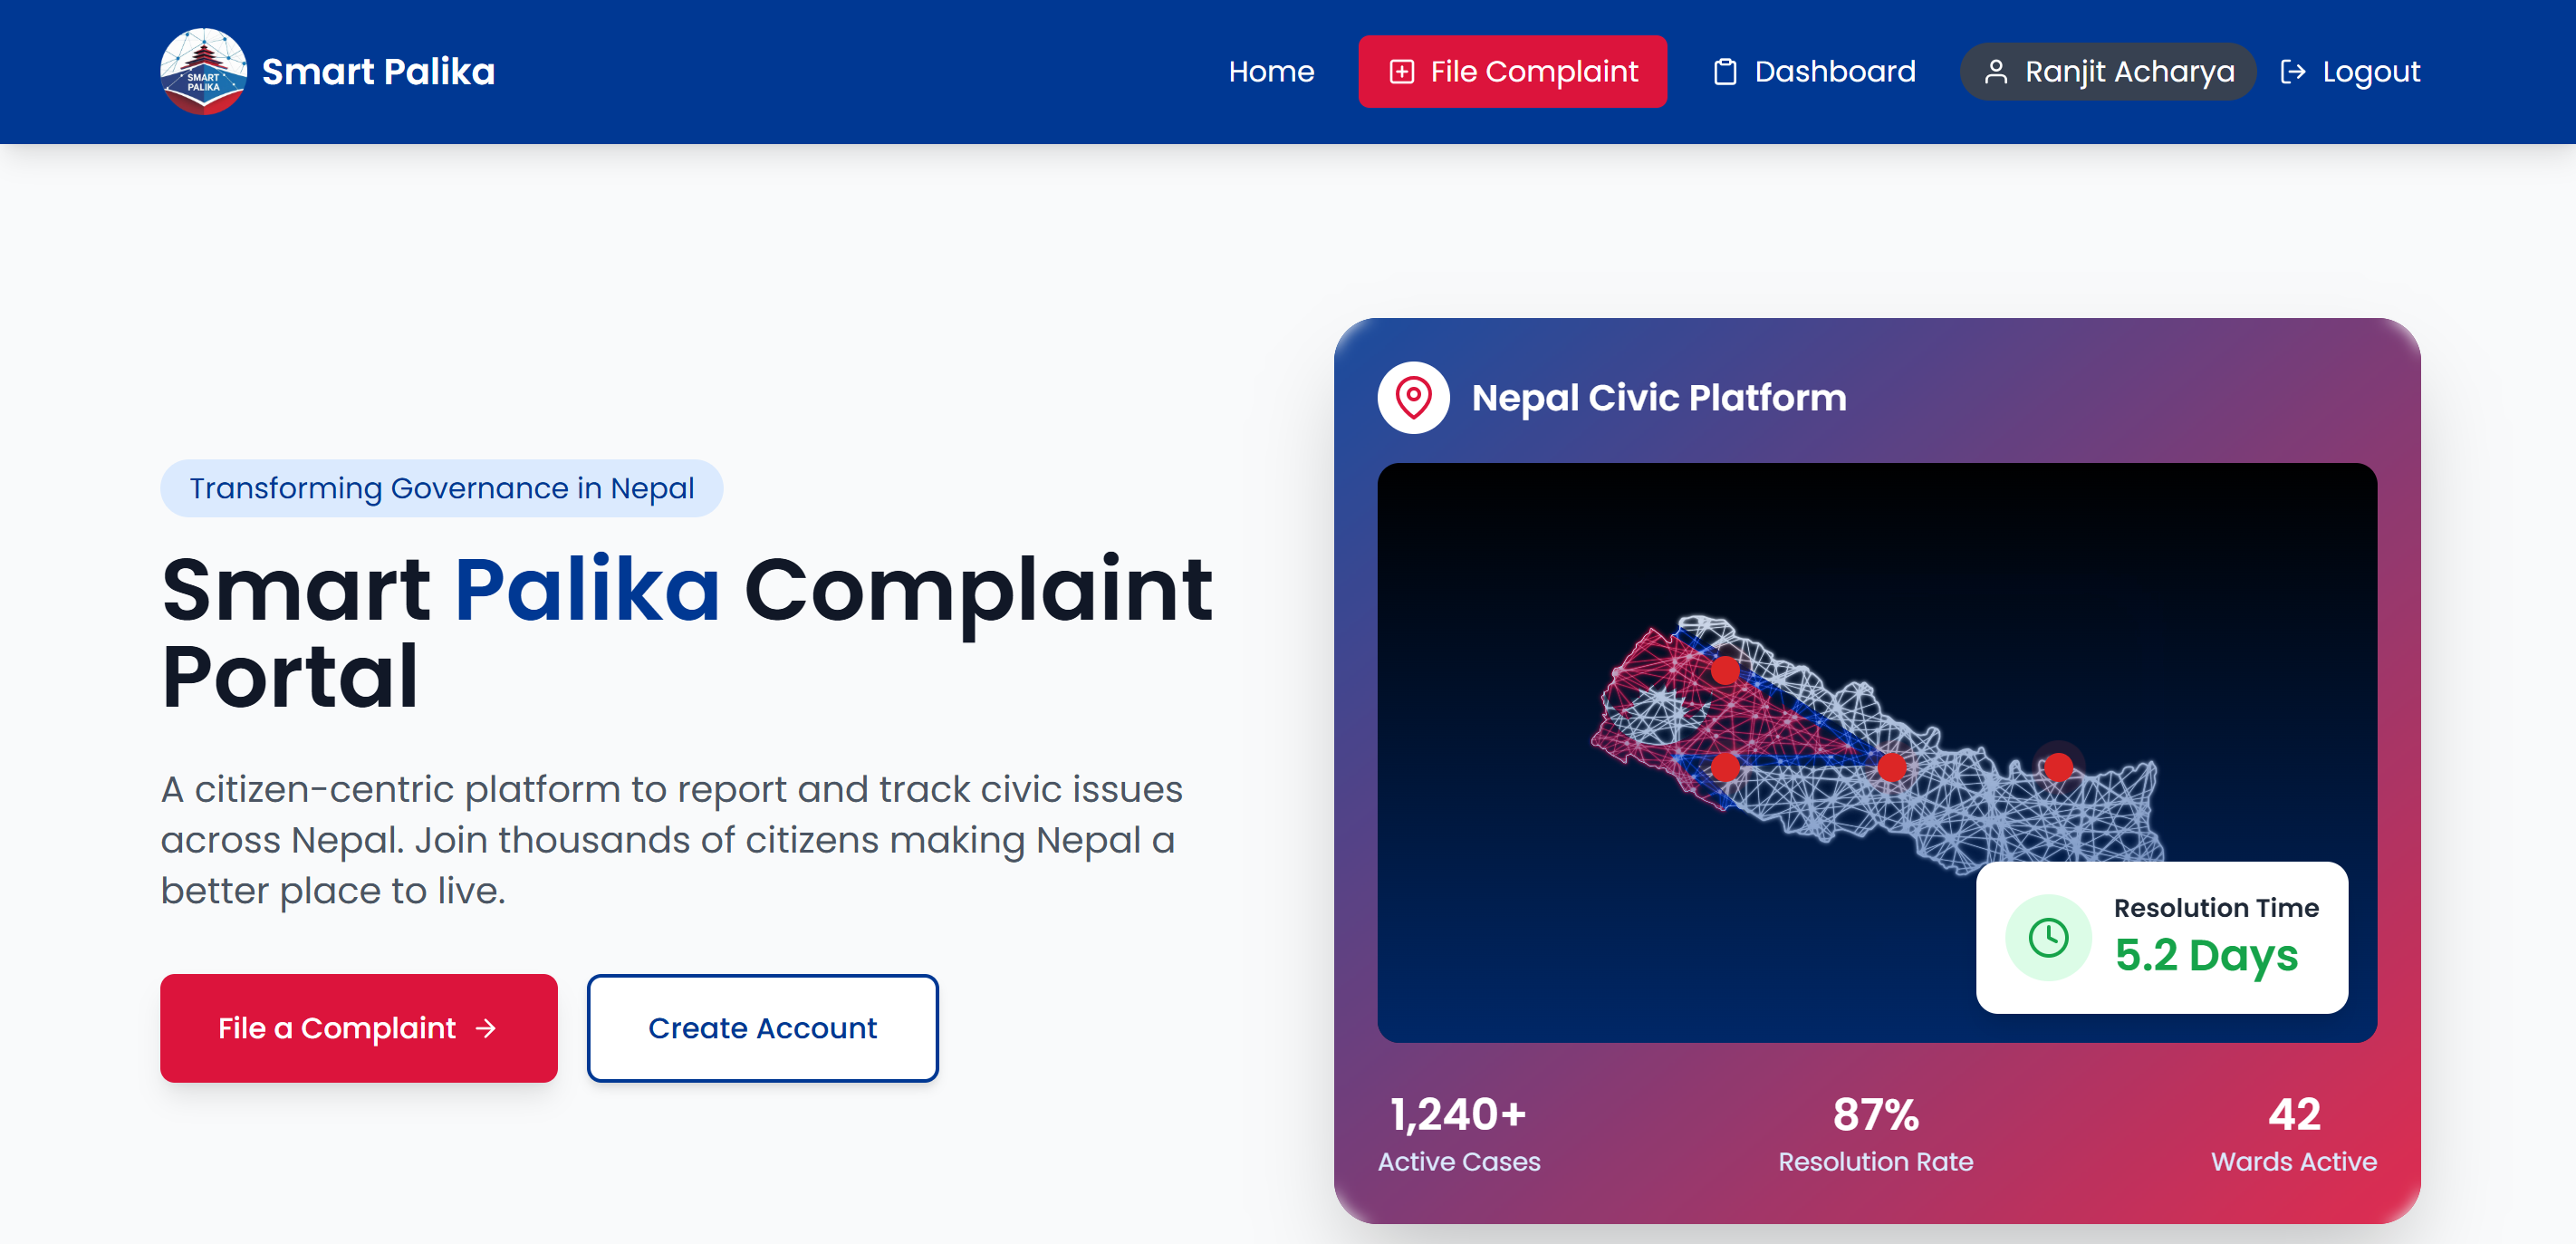 SMART
PALIKA
Smart Palika
Home
File Complaint
Dashboard
Ranjit Acharya
Logout
Transforming Governance in Nepal
Smart Palika Complaint
Portal
A citizen-centric platform to report and track civic issues
across Nepal. Join thousands of citizens making Nepal a
better place to live.
File a Complaint
Create Account
Nepal Civic Platform
Resolution Time
5.2 Days
1,240+
Active Cases
87%
Resolution Rate
42
Wards Active